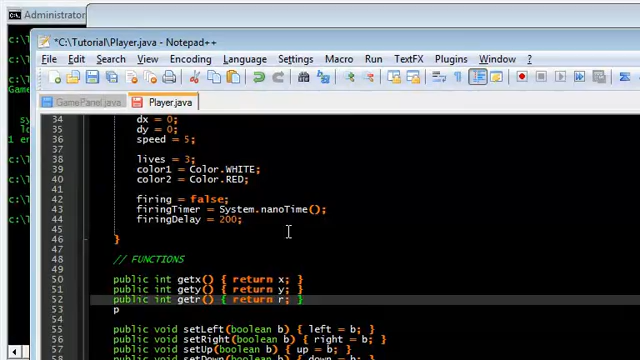 Administrator
*C:\Tutorial\Player.java - Notepad++
File Edit Search View Encoding Language Settings Macro Run TextFX Plugins Window ?
GamePanel.java Player.java
34 dx = 0;
35 dy = 0;
36 speed = 5;
37
38 lives = 3;
39 color1 = Color.WHITE;
40 color2 = Color.RED;
41
42 firing = false;
43 firingTimer = System.nanoTime();
44 firingDelay = 200;
45
46 }
47
48 // FUNCTIONS
49
50 public int getx() { return x; }
51 public int gety() { return y; }
52 public int getr() { return r; }
53 p
54
55 public void setLeft(boolean b) { left = b; }
56 public void setRight(boolean b) { right = b; }
57 public void setUp(boolean b) { up = b; }
58 public void setDown(boolean b) { down = b; }